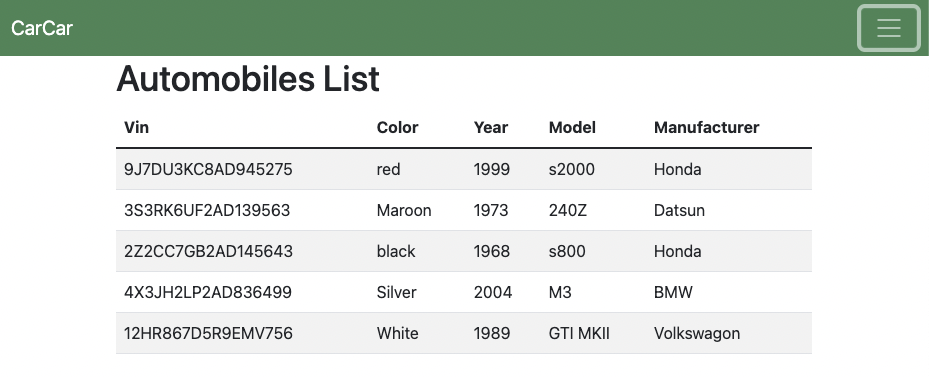 CarCar
Automobiles List
Vin Color Year Model Manufacturer
9J7DU3KC8AD945275 red 1999 s2000 Honda
3S3RK6UF2AD139563 Maroon 1973 240Z Datsun
2Z2CC7GB2AD145643 black 1968 s800 Honda
4X3JH2LP2AD836499 Silver 2004 M3 BMW
12HR867D5R9EMV756 White 1989 GTI MKII Volkswagon